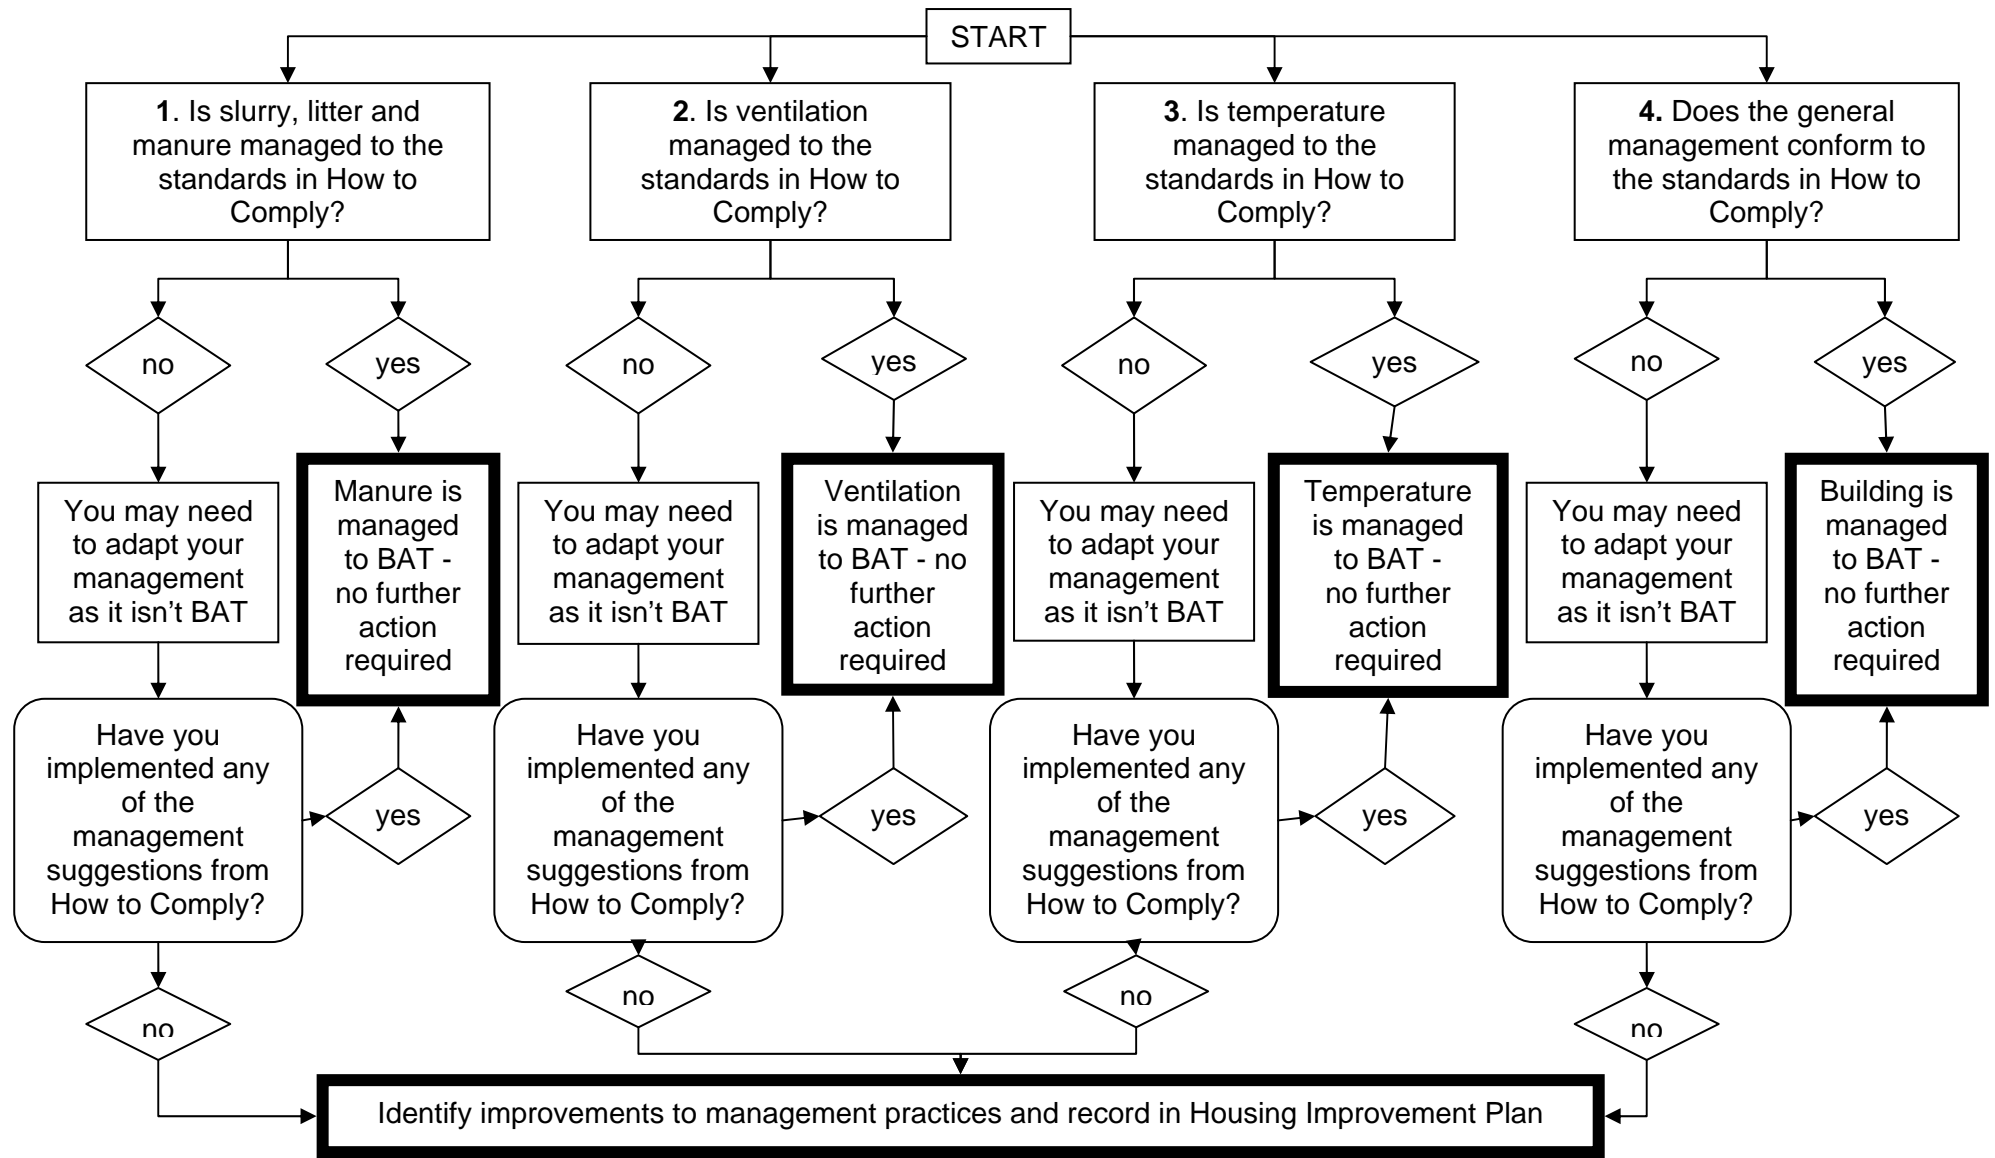 START
1. Is slurry, litter and
manure managed to the
standards in How to
Comply?
2. Is ventilation
managed to the
standards in How to
Comply?
3. Is temperature
managed to the
standards in How to
Comply?
4. Does the general
management conform to
the standards in How to
Comply?
no
yes
no
yes
no
yes
no
yes
You may need
to adapt your
management
as it isn’t BAT
Manure is
managed
to BAT -
no further
action
required
You may need
to adapt your
management
as it isn’t BAT
Ventilation
is managed
to BAT - no
further
action
required
You may need
to adapt your
management
as it isn’t BAT
Temperature
is managed
to BAT -
no further
action
required
You may need
to adapt your
management
as it isn’t BAT
Building is
managed
to BAT -
no further
action
required
Have you
implemented any
of the
management
suggestions from
How to Comply?
yes
Have you
implemented any
of the
management
suggestions from
How to Comply?
yes
Have you
implemented any
of the
management
suggestions from
How to Comply?
yes
Have you
implemented any
of the
management
suggestions from
How to Comply?
yes
no
no
no
no
Identify improvements to management practices and record in Housing Improvement Plan